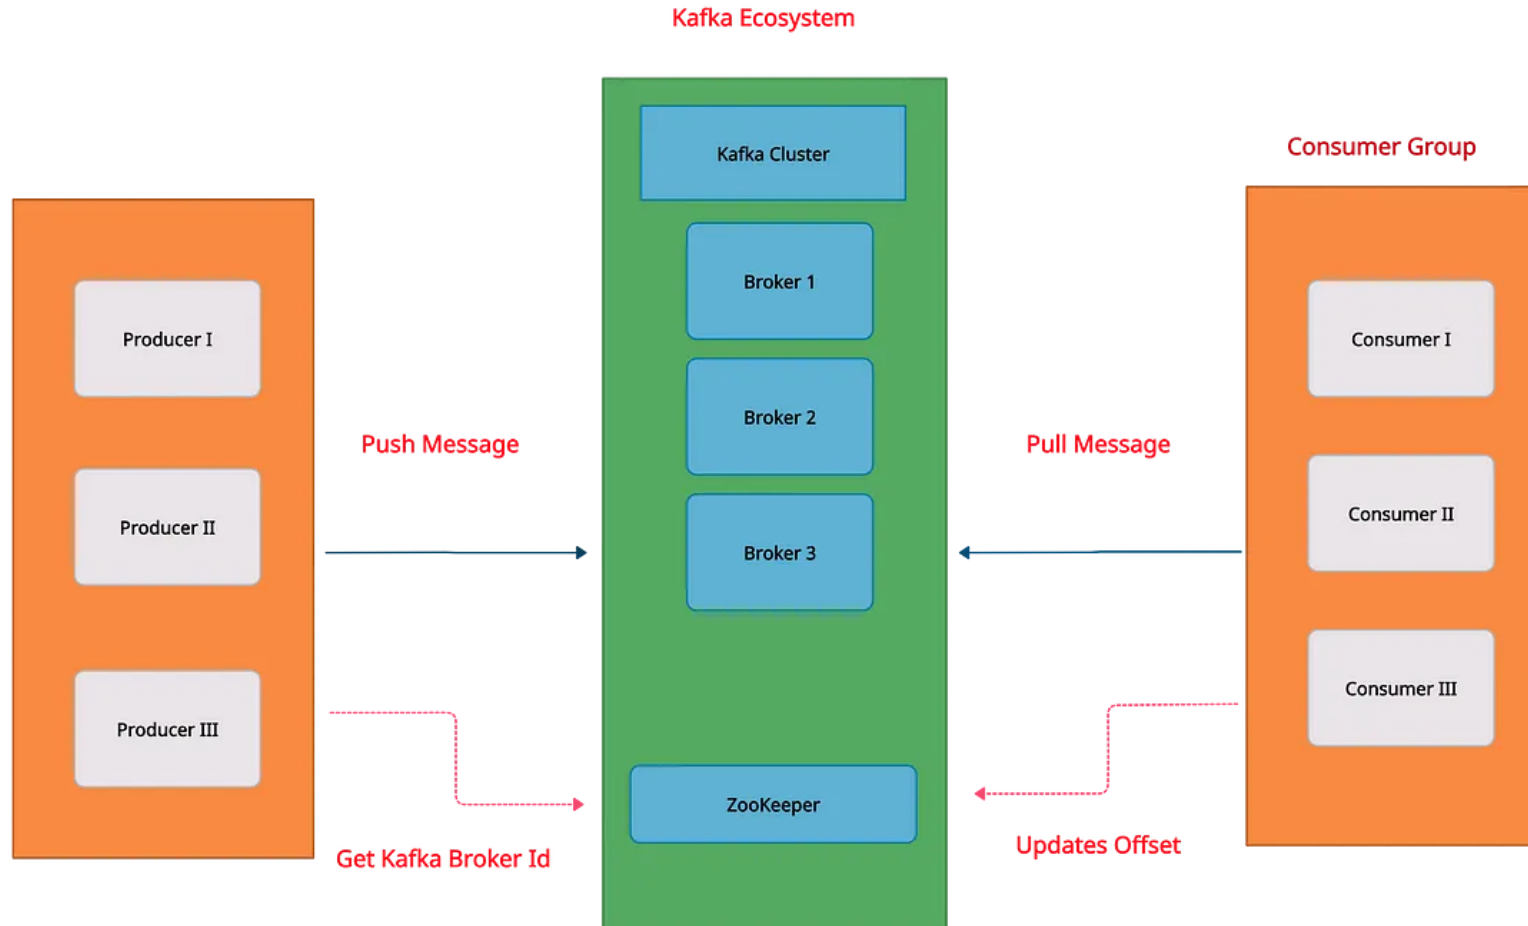 Kafka Ecosystem
Kafka Cluster
Consumer Group
Broker 1
Producer I
Consumer I
Broker 2
Push Message
Pull Message
Producer II
Consumer II
Broker 3
Consumer III
Producer III
ZooKeeper
Get Kafka Broker Id
Updates Offset